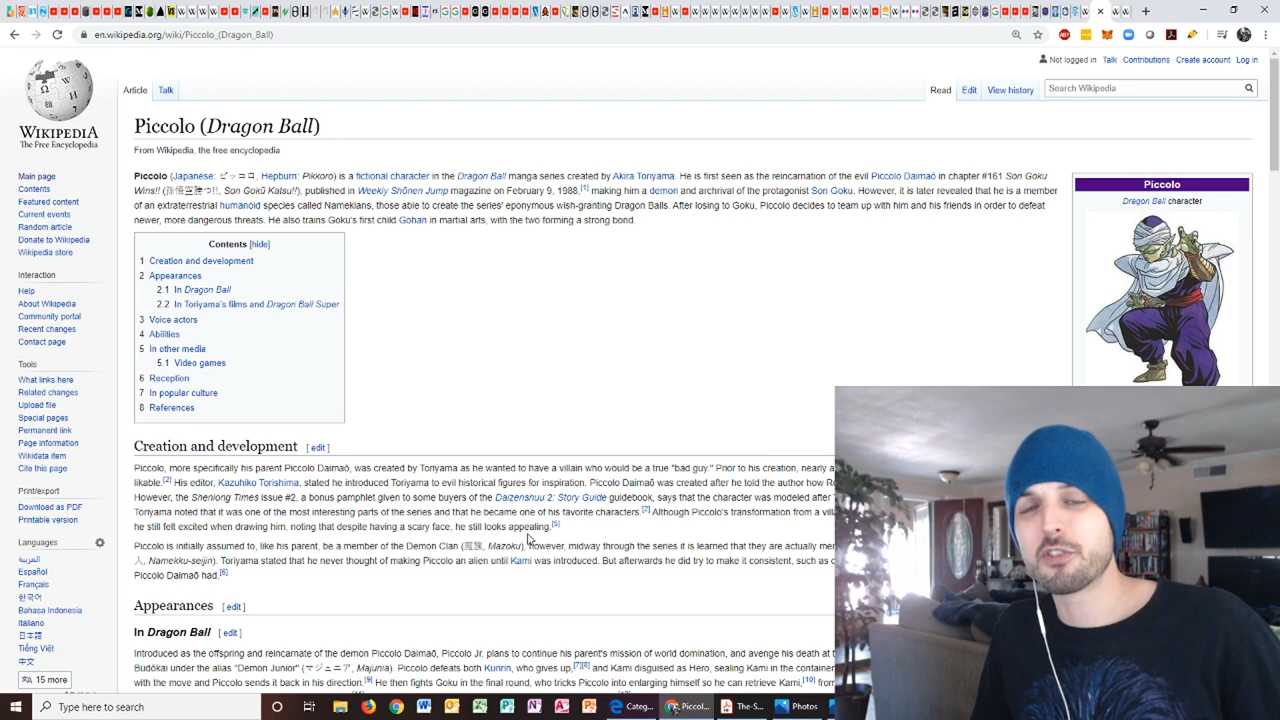 en.wikipedia.org/wiki/Piccolo_(Dragon_Ball)
Not logged in Talk Contributions Create account Log in
Article Talk
Read Edit View history
Search Wikipedia
WIKIPEDIA
The Free Encyclopedia
Main page
Contents
Featured content
Current events
Random article
Donate to Wikipedia
Wikipedia store
Interaction
Help
About Wikipedia
Community portal
Recent changes
Contact page
Tools
What links here
Related changes
Upload file
Special pages
Permanent link
Page information
Wikidata item
Cite this page
Print/export
Download as PDF
Printable version
Languages
العربية
Español
Français
한국어
Bahasa Indonesia
Italiano
日本語
Tiếng Việt
中文
15 more
Piccolo (Dragon Ball)
From Wikipedia, the free encyclopedia
Piccolo (Japanese: ピッコロ, Hepburn: Pikkoro) is a fictional character in the Dragon Ball manga series created by Akira Toriyama. He is first seen as the reincarnation of the evil Piccolo Daimaō in chapter #161 Son Goku
Wins!! (孫悟空勝つ!!, Son Gokū Katsu!!), published in Weekly Shōnen Jump magazine on February 9, 1988,[1] making him a demon and archrival of the protagonist Son Goku. However, it is later revealed that he is a member
of an extraterrestrial humanoid species called Namekians, those able to create the series' eponymous wish-granting Dragon Balls. After losing to Goku, Piccolo decides to team up with him and his friends in order to defeat
newer, more dangerous threats. He also trains Goku's first child Gohan in martial arts, with the two forming a strong bond.
Contents [hide]
1 Creation and development
2 Appearances
2.1 In Dragon Ball
2.2 In Toriyama's films and Dragon Ball Super
3 Voice actors
4 Abilities
5 In other media
5.1 Video games
6 Reception
7 In popular culture
8 References
Piccolo
Dragon Ball character
Creation and development [ edit ]
Piccolo, more specifically his parent Piccolo Daimaō, was created by Toriyama as he wanted to have a villain who would be a true "bad guy." Prior to his creation, nearly a
likable.[2] His editor, Kazuhiko Torishima, stated he introduced Toriyama to evil historical figures for inspiration. Piccolo Daimaō was created after he told the author how Ro
However, the Shenlong Times issue #2, a bonus pamphlet given to some buyers of the Daizenshuu 2: Story Guide guidebook, says that the character was modeled after
Toriyama noted that it was one of the most interesting parts of the series and that he became one of his favorite characters.[2] Although Piccolo's transformation from a villai
he still felt excited when drawing him, noting that despite having a scary face, he still looks appealing.[5]
Piccolo is initially assumed to, like his parent, be a member of the Demon Clan (魔族, Mazoku), however, midway through the series it is learned that they are actually mer
人, Namekku-seijin). Toriyama stated that he never thought of making Piccolo an alien until Kami was introduced. But afterwards he did try to make it consistent, such as
Piccolo Daimaō had.[6]
Appearances [ edit ]
In Dragon Ball [ edit ]
Introduced as the offspring and reincarnate of the demon Piccolo Daimaō, Piccolo Jr. plans to continue his parent's mission of world domination, and avenge his death at t
Budōkai under the alias "Demon Junior" (マジュニア, Majunia). Piccolo defeats both Kuririn, who gives up,[7][8] and Kami disguised as Hero, sealing Kami in the container
with the move and Piccolo sends it back in his direction.[9] He then fights Goku in the final round, who tricks Piccolo into enlarging himself so he can retrieve Kami,[10] from
Type here to search
Categ...
Piccol...
The-S...
Photos